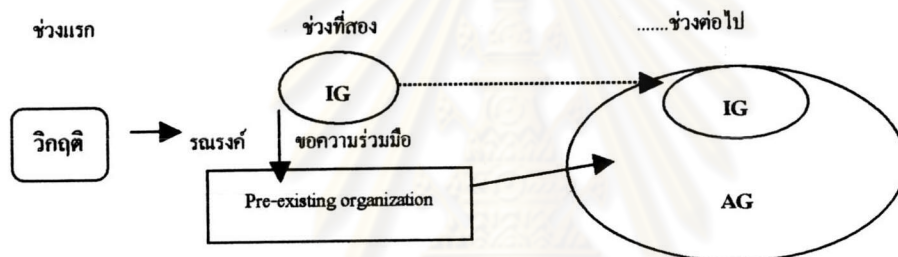 ช่วงแรก
ช่วงที่สอง
.......ช่วงต่อไป
IG
IG
วิกฤติ
รณรงค์
ขอความร่วมมือ
Pre-existing organization
AG